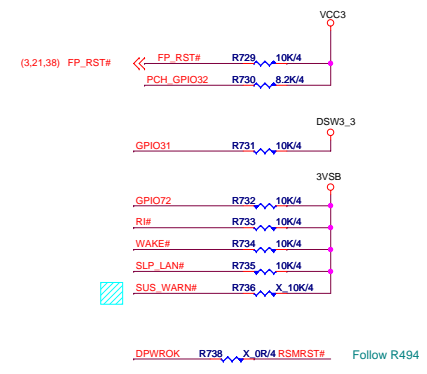 VCC3
(3,21,38) FP_RST# FP_RST# R729 10K/4
PCH_GPIO32 R730 8.2K/4
DSW3_3
GPIO31 R731 10K/4
3VSB
GPIO72 R732 10K/4
RI# R733 10K/4
WAKE# R734 10K/4
SLP_LAN# R735 10K/4
SUS_WARN# R736 X_10K/4
DPWROK R738 X_0R/4 RSMRST# Follow R494